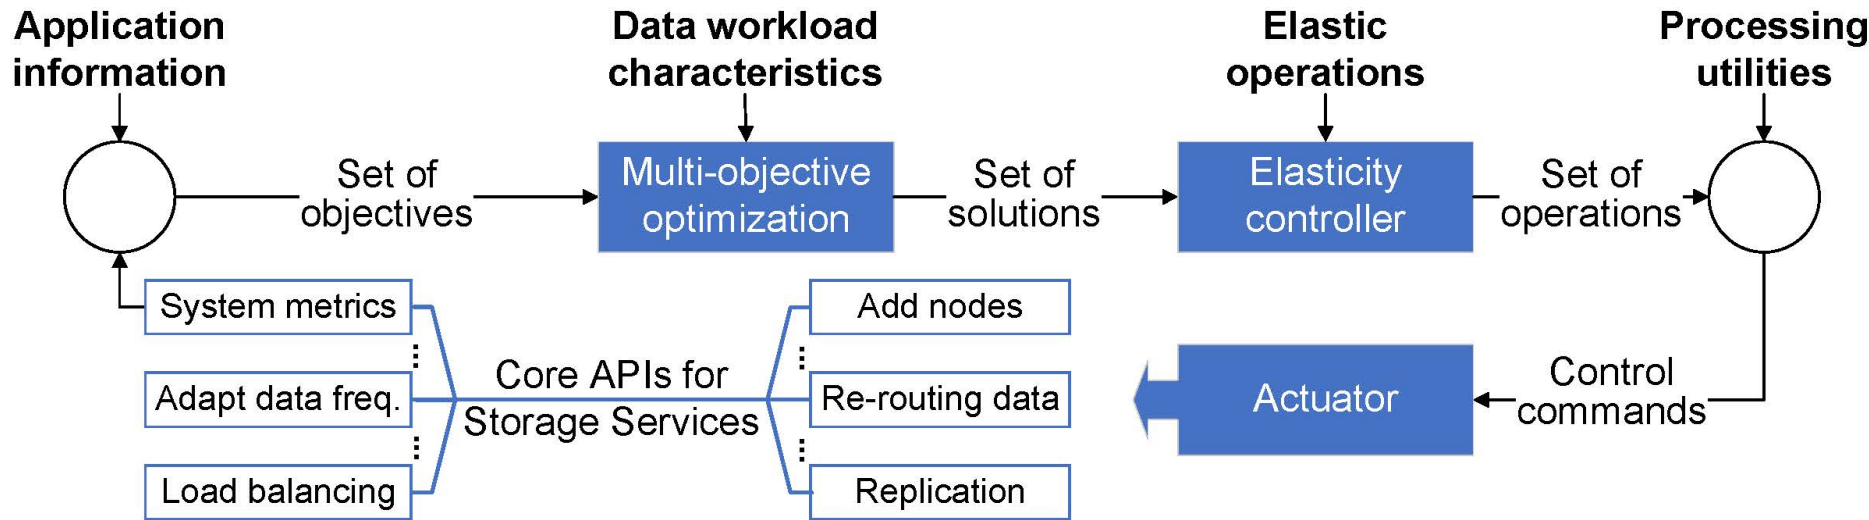 Application
information
Data workload
characteristics
Elastic
operations
Processing
utilities
Set of
objectives
Multi-objective
optimization
Set of
solutions
Elasticity
controller
Set of
operations
System metrics
Adapt data freq.
Load balancing
Core APIs for
Storage Services
Add nodes
Re-routing data
Replication
Actuator
Control
commands